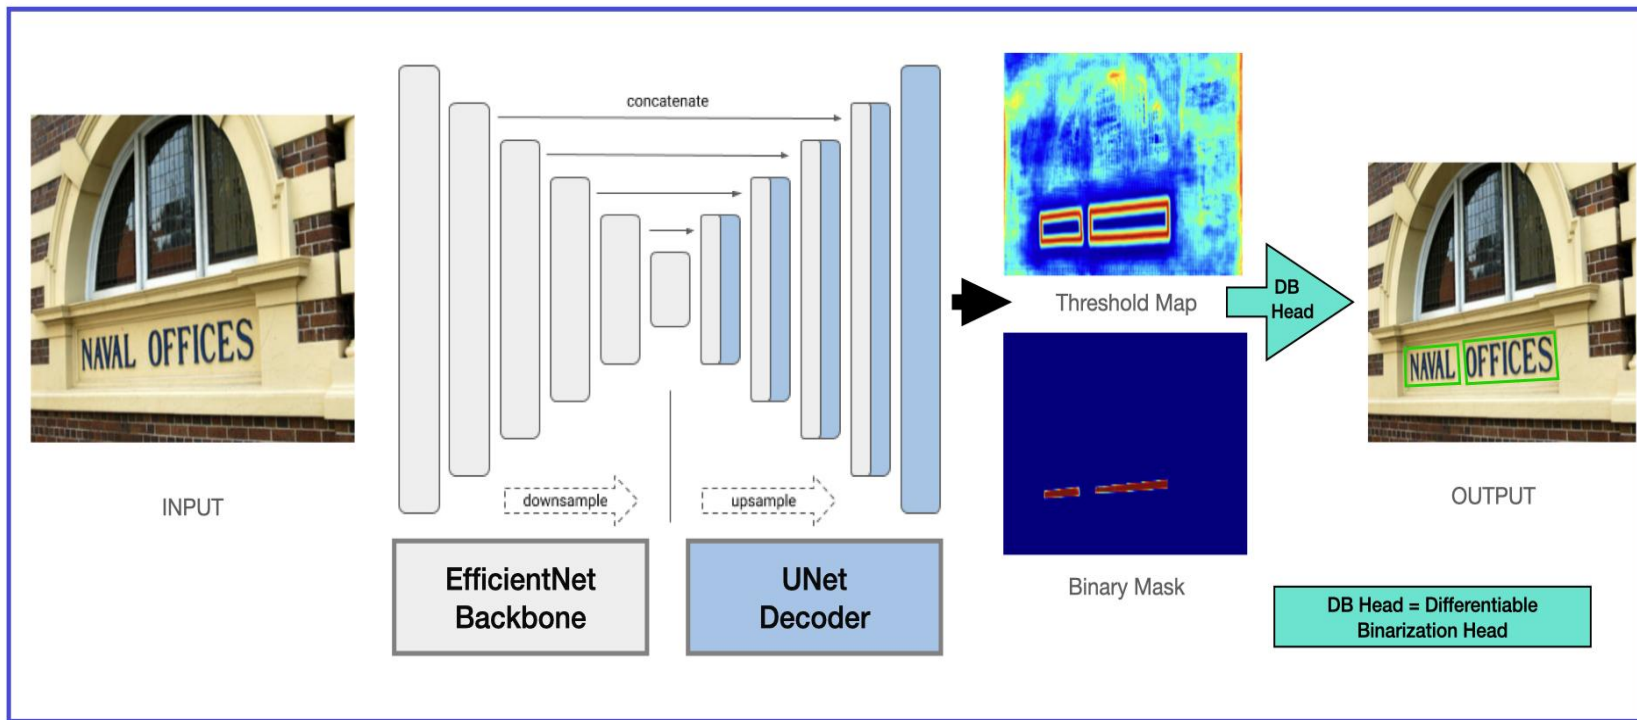 NAVAL OFFICES
INPUT
concatenate
downsample
upsample
EfficientNet
Backbone
UNet
Decoder
Threshold Map
Binary Mask
DB
Head
NAVAL OFFICES
OUTPUT
DB Head = Differentiable
Binarization Head